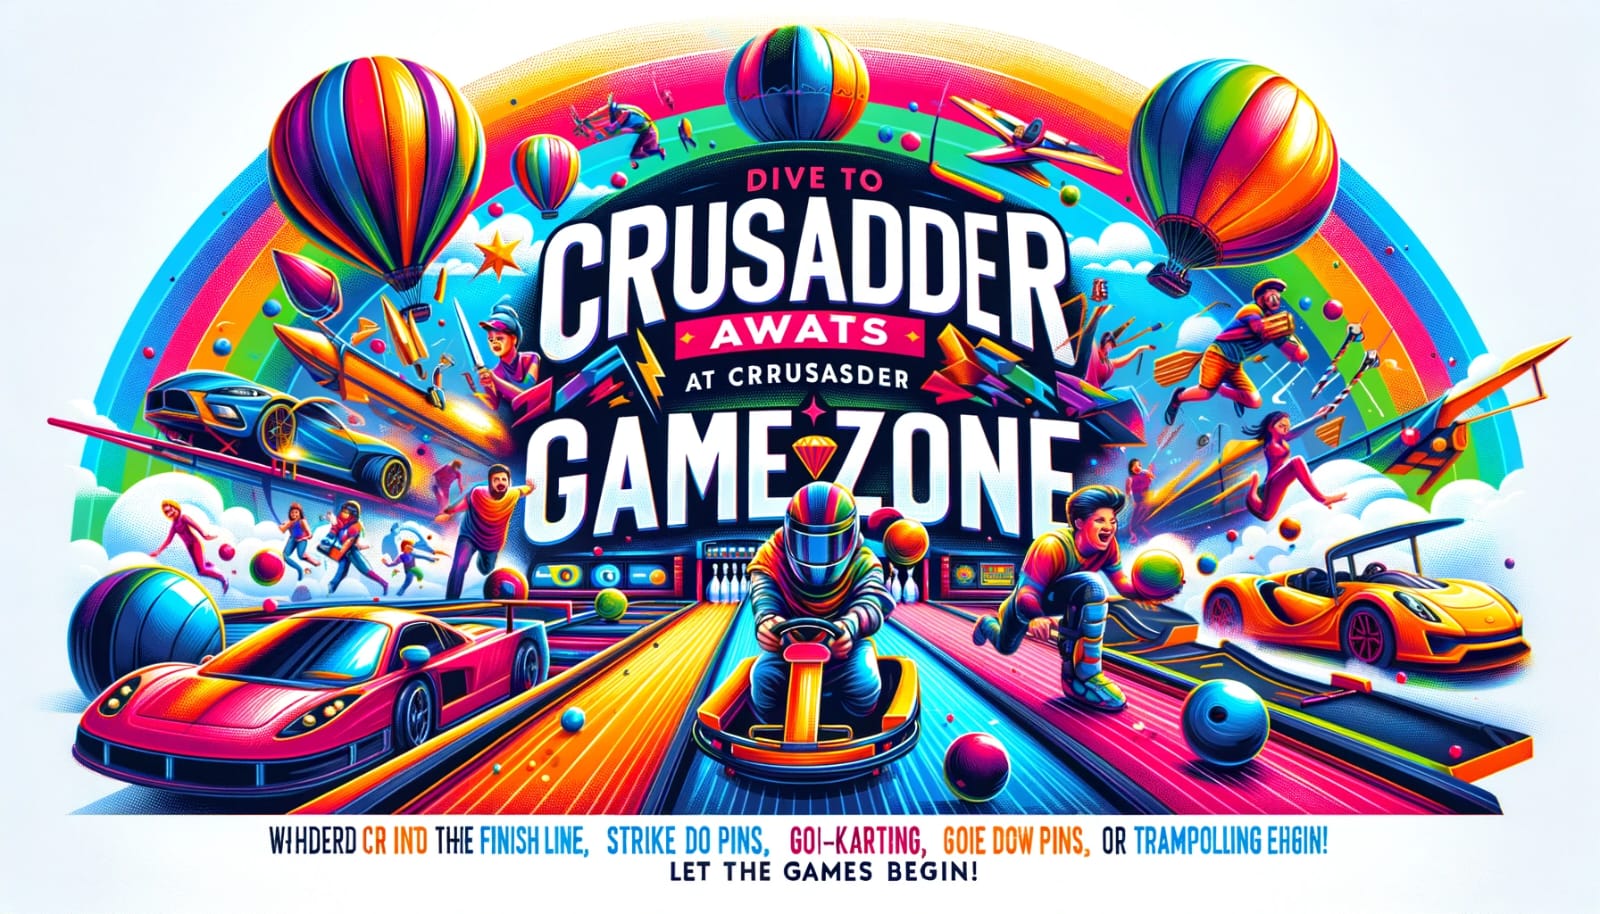 DIVE TO
CRUSADDER
AWATS
AT CRRUSASDER
GAME ZONE
WIHDERD CR IND THE FINISH LINE, STRIKE DO PINS, GOI-KARTING, GOIE DOW PINS, OR TRAMPOLLING EHGIN!
LET THE GAMES BEGIN!